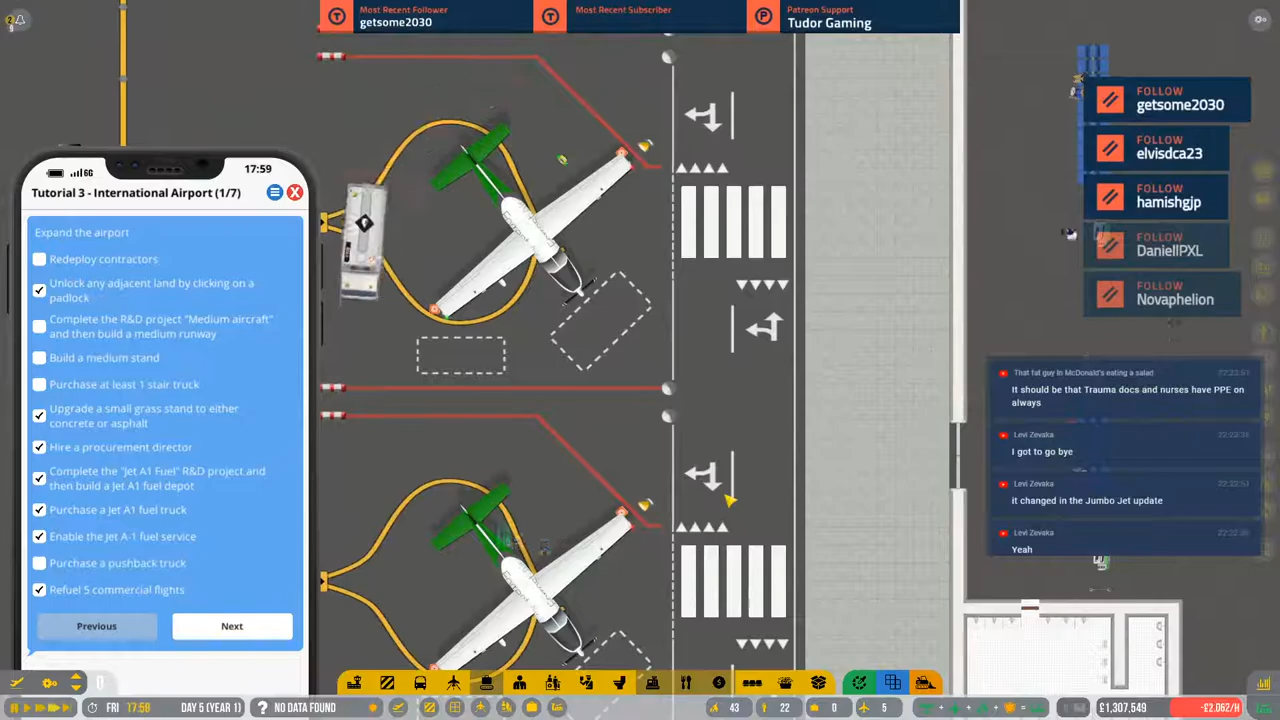 Most Recent Follower
getsome2030
Most Recent Subscriber
Patreon Support
Tudor Gaming
FOLLOW
getsome2030
FOLLOW
elvisdca23
FOLLOW
hamishgjp
FOLLOW
DaniellPXL
FOLLOW
Novaphelion
6G
17:59
Tutorial 3 - International Airport (1/7)
Expand the airport
Redeploy contractors
Unlock any adjacent land by clicking on a
padlock
Complete the R&D project "Medium aircraft"
and then build a medium runway
Build a medium stand
Purchase at least 1 stair truck
Upgrade a small grass stand to either
concrete or asphalt
Hire a procurement director
Complete the "Jet A1 Fuel" R&D project and
then build a Jet A1 fuel depot
Purchase a Jet A1 fuel truck
Enable the Jet A-1 fuel service
Purchase a pushback truck
Refuel 5 commercial flights
Previous
Next
That fat guy In McDonald's eating a salad
It should be that Trauma docs and nurses have PPE on
always
Levi Zevaka
I got to go bye
Levi Zevaka
it changed in the Jumbo Jet update
Levi Zevaka
Yeah
FRI 17:58
DAY 5 (YEAR 1)
? NO DATA FOUND
43
22
0
5
£1,307,549
-£2.062/H